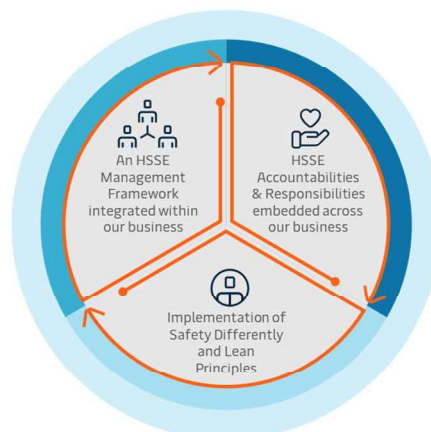 An HSSE
Management
Framework
integrated within
our business
HSSE
Accountabilities
& Responsibilities
embedded across
our business
Implementation of
Safety Differently
and Lean
Principles